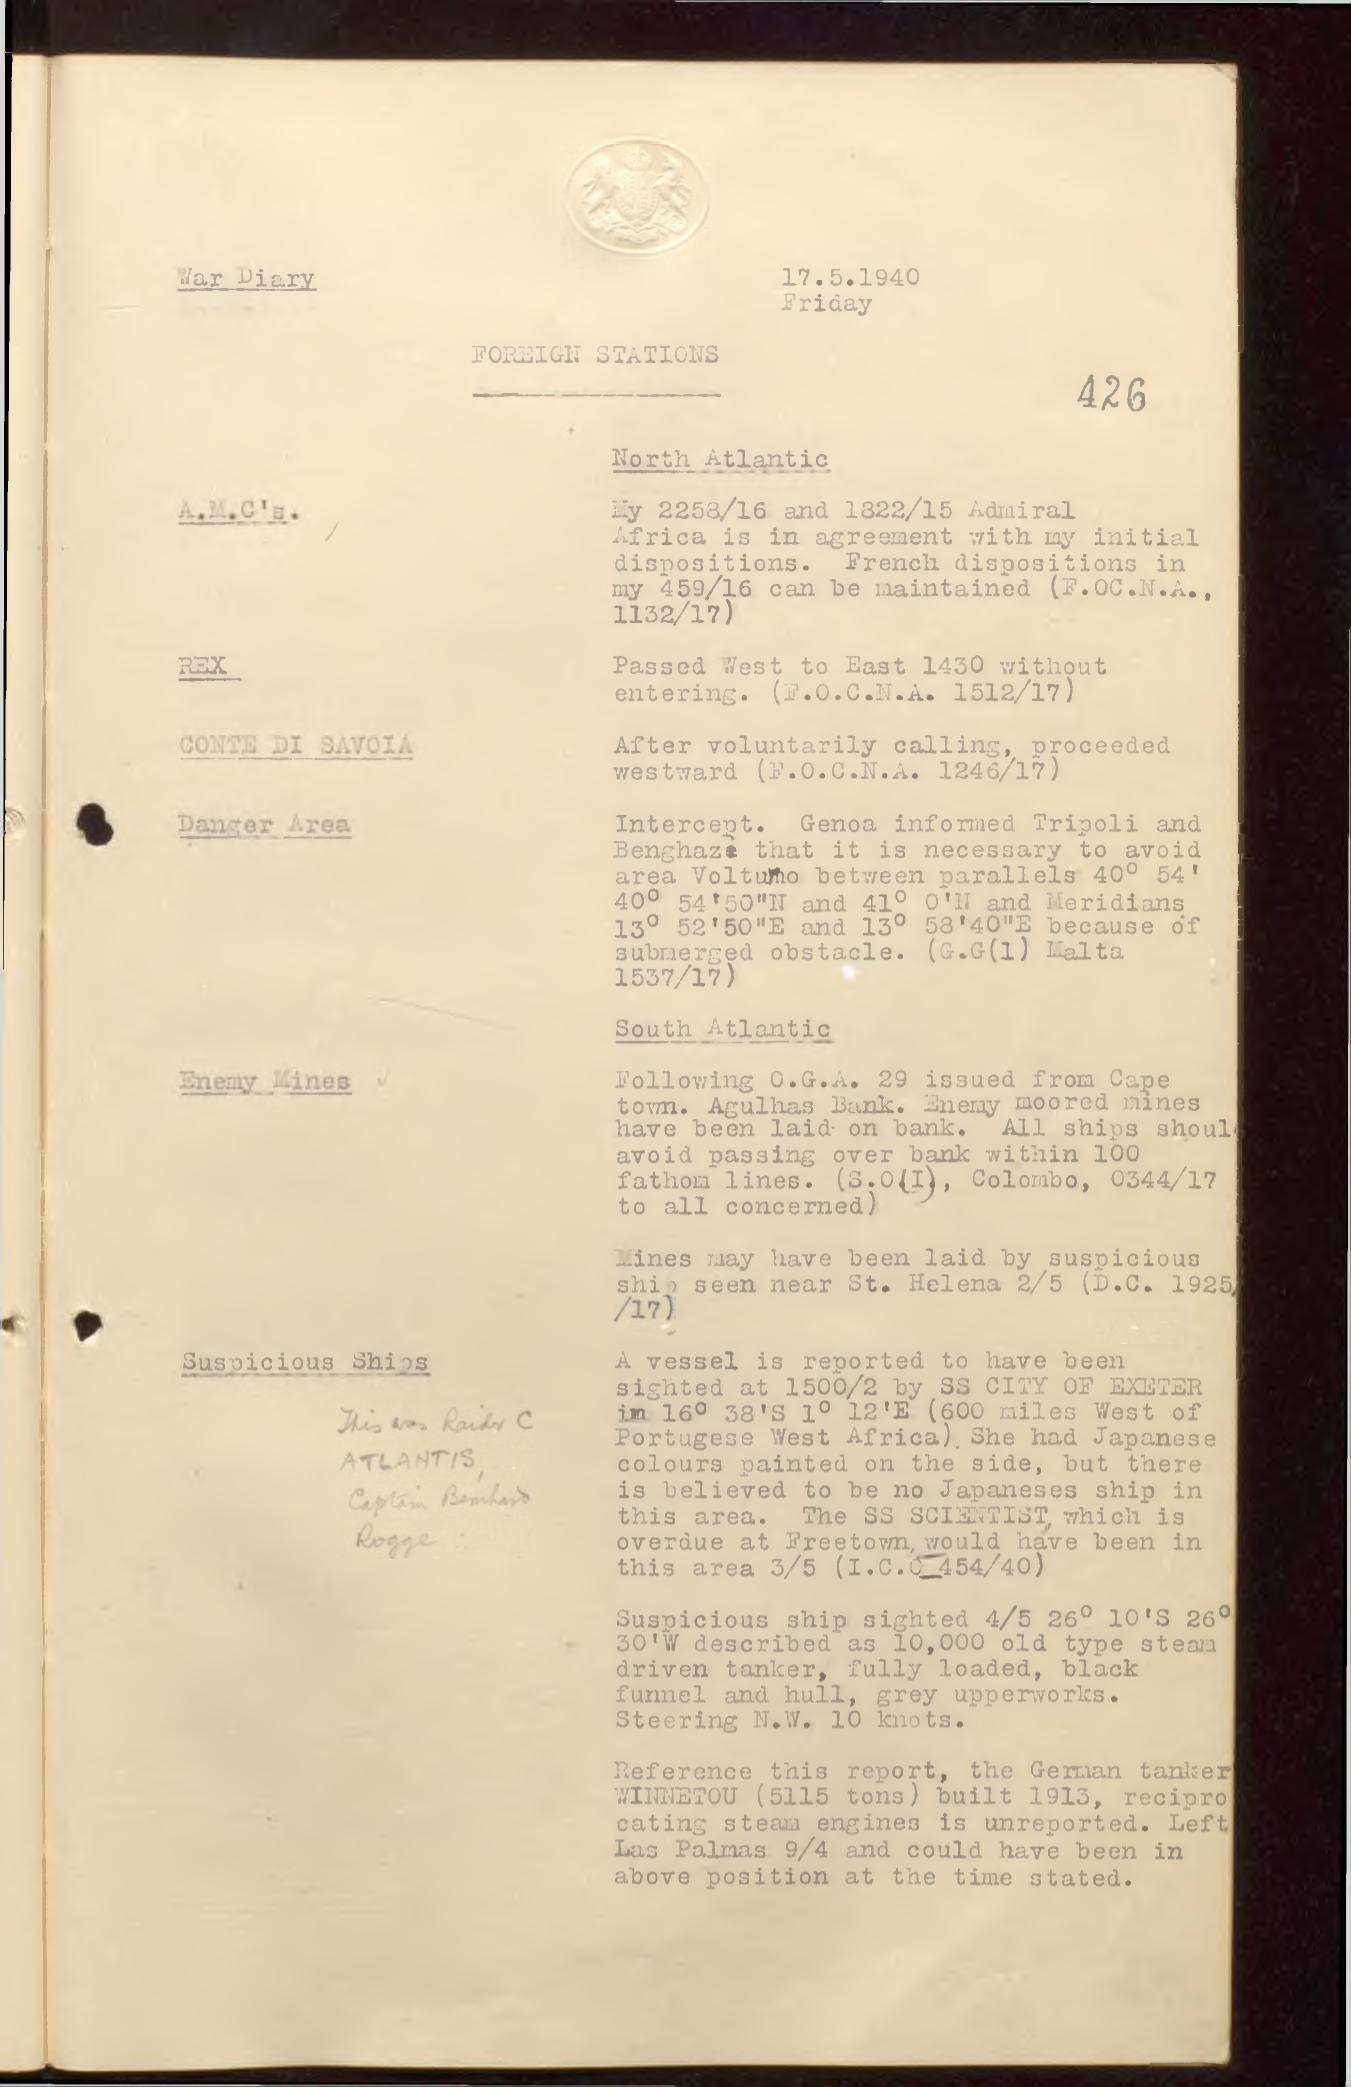 War Diary
17.5.1940
Friday
FOREIGN STATIONS
426
North Atlantic
A.M.C's.
My 2258/16 and 1822/15 Admiral
Africa is in agreement with my initial
dispositions. French dispositions in
my 459/16 can be maintained (F.OC.N.A.,
1132/17)
REX
Passed West to East 1430 without
entering. (F.O.C.N.A. 1512/17)
CONTE DI SAVOIA
After voluntarily calling, proceeded
westward (F.O.C.N.A. 1246/17)
Danger Area
Intercept. Genoa informed Tripoli and
Benghazi that it is necessary to avoid
area Volturno between parallels 40° 54'
40° 54'50"N and 41° 0'N and Meridians
13° 52'50"E and 13° 58'40"E because of
submerged obstacle. (G.G(1) Malta
1537/17)
South Atlantic
Enemy Mines
Following O.G.A. 29 issued from Cape
town. Agulhas Bank. Enemy moored mines
have been laid on bank. All ships shoul
avoid passing over bank within 100
fathom lines. (S.O(I), Colombo, 0344/17
to all concerned)
Mines may have been laid by suspicious
ship seen near St. Helena 2/5 (D.C. 1925/
/17)
Suspicious Ships
A vessel is reported to have been
sighted at 1500/2 by SS CITY OF EXETER
in 16° 38'S 1° 12'E (600 miles West of
Portugese West Africa). She had Japanese
colours painted on the side, but there
is believed to be no Japaneses ship in
this area. The SS SCIENTIST, which is
overdue at Freetown, would have been in
this area 3/5 (I.C.O 454/40)
This was Raider C
ATLANTIS,
Captain Bernhard
Rogge
Suspicious ship sighted 4/5 26° 10'S 26°
30'W described as 10,000 old type steam
driven tanker, fully loaded, black
funnel and hull, grey upperworks.
Steering N.W. 10 knots.
Reference this report, the German tanker
WINNETOU (5115 tons) built 1913, recipro
cating steam engines is unreported. Left
Las Palmas 9/4 and could have been in
above position at the time stated.